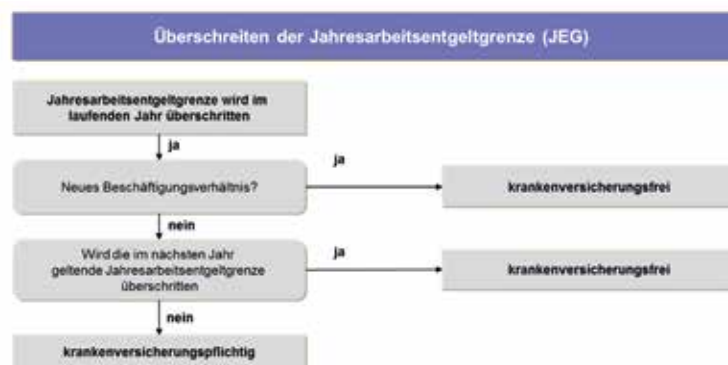 Überschreiten der Jahresarbeitsentgeltgrenze (JEG)
Jahresarbeitsentgeltgrenze wird im
laufenden Jahr überschritten
ja
Neues Beschäftigungsverhältnis?
ja
krankenversicherungsfrei
nein
Wird die im nächsten Jahr
geltende Jahresarbeitsentgeltgrenze
überschritten
ja
krankenversicherungsfrei
nein
krankenversicherungspflichtig